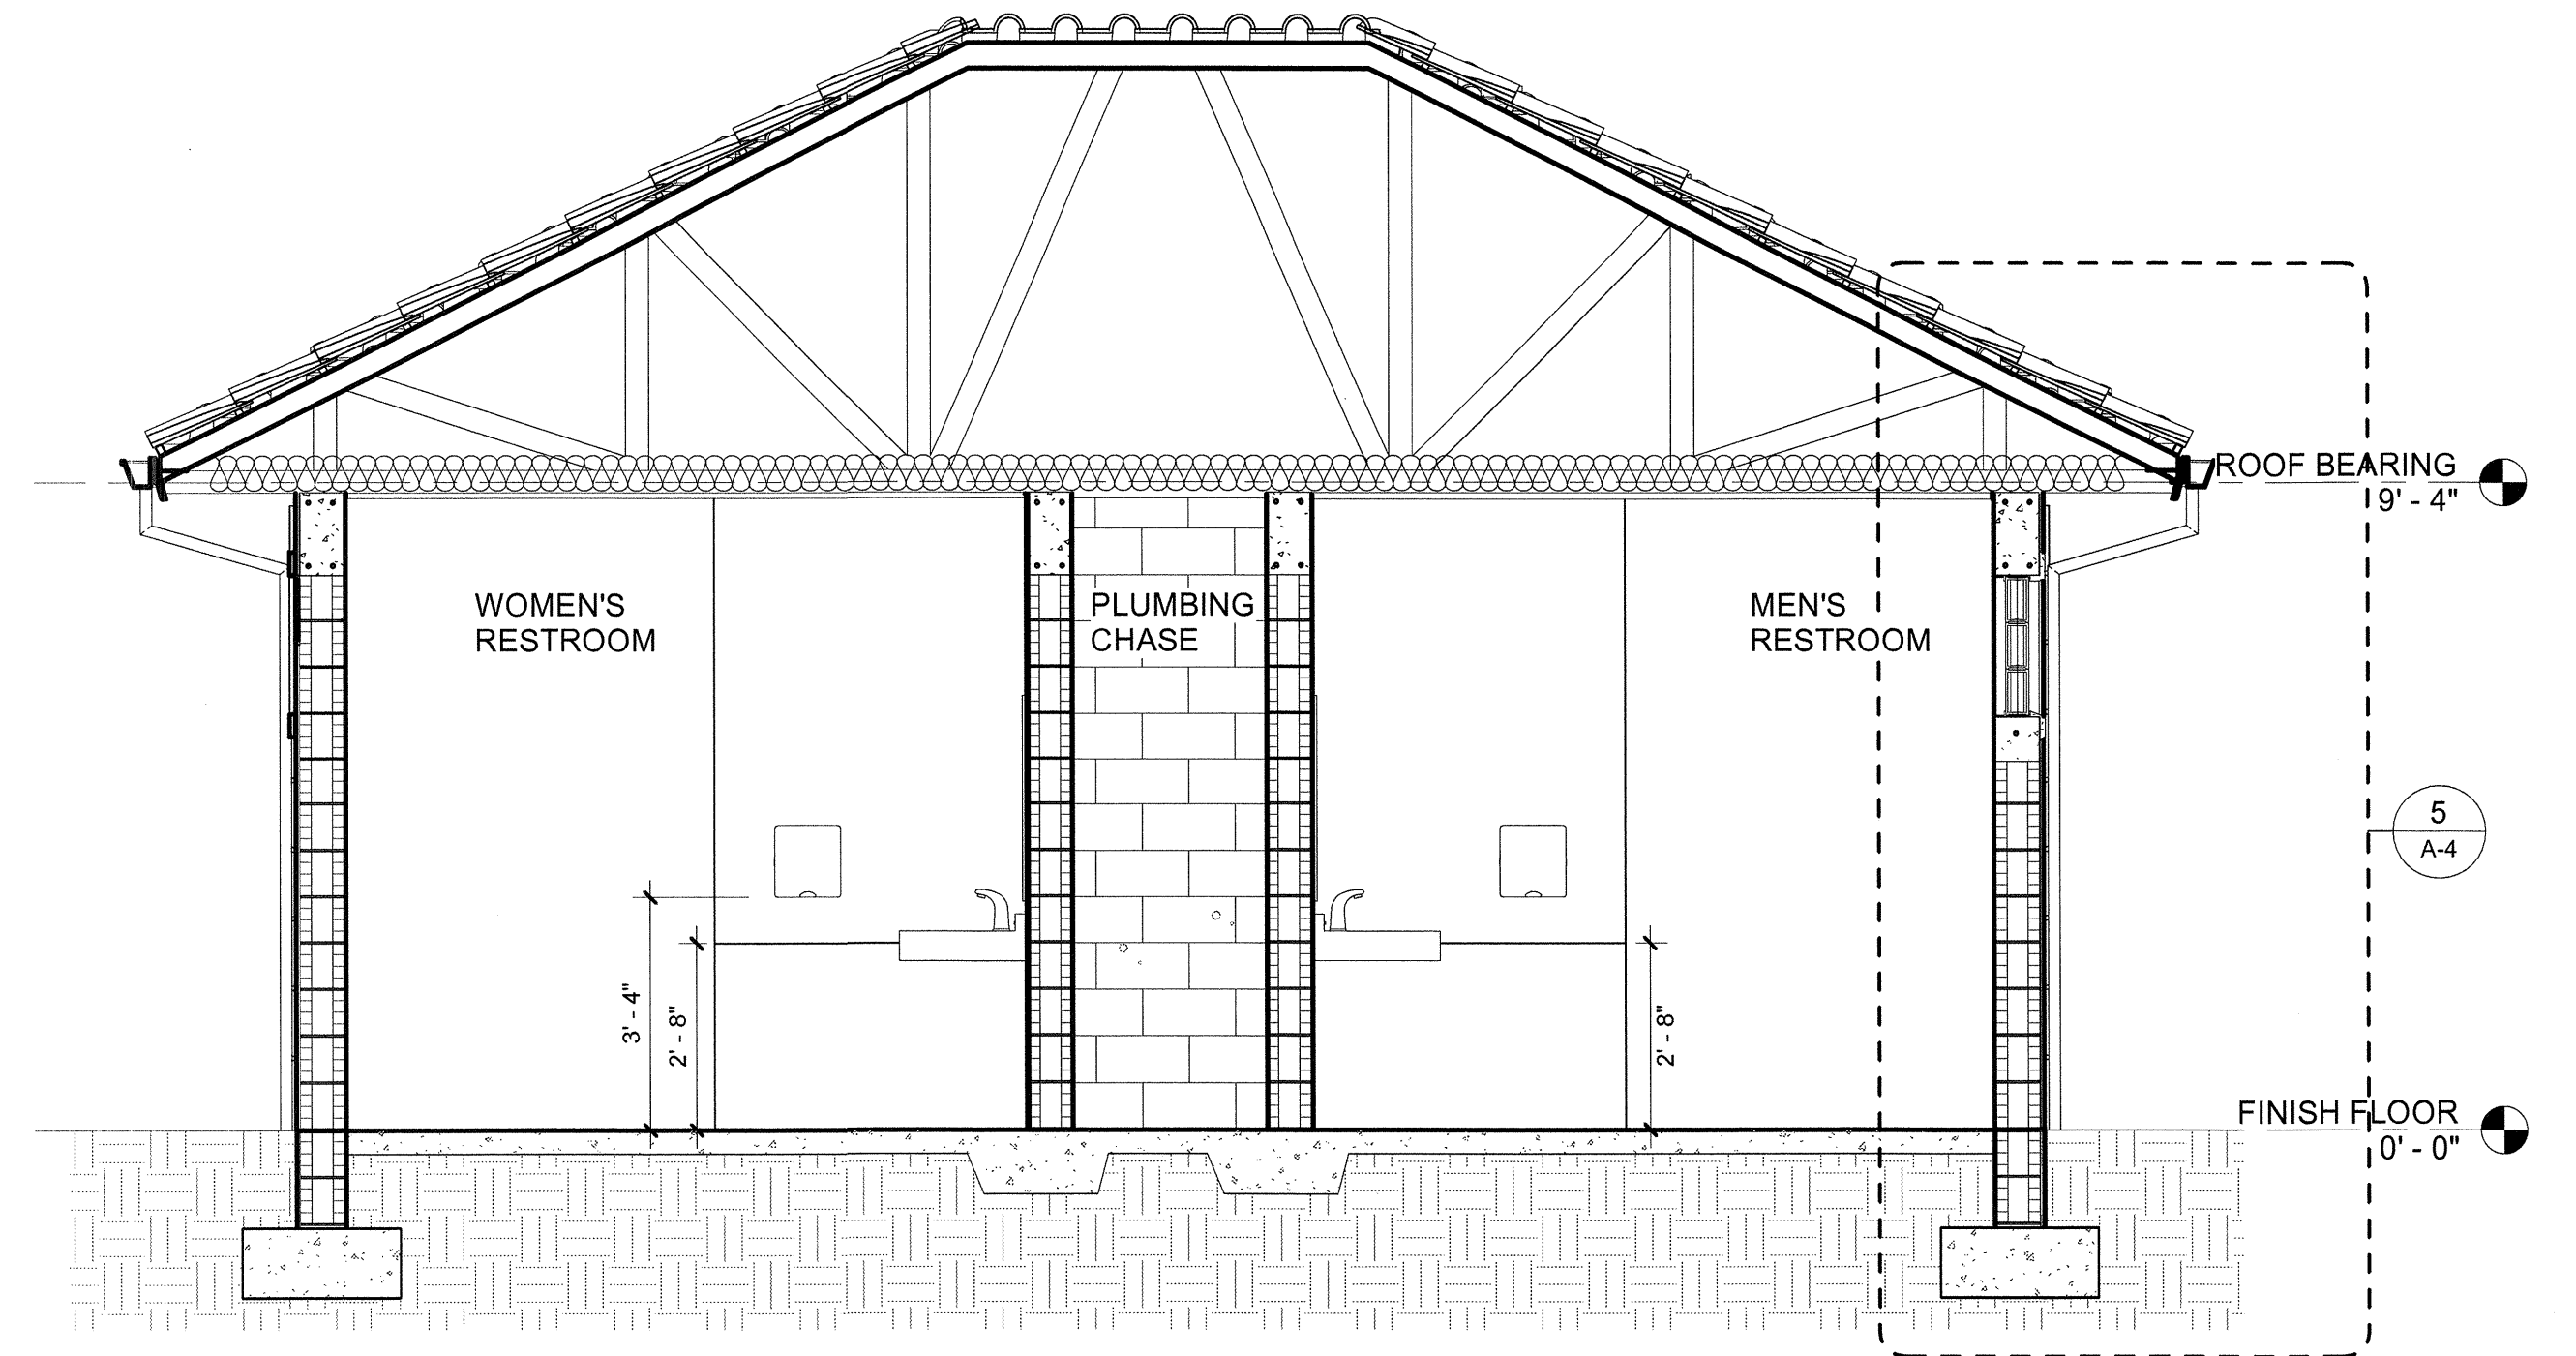 ROOF BEARING
9' - 4"
WOMEN'S
RESTROOM
PLUMBING
CHASE
MEN'S
RESTROOM
5
A-4
3' - 4"
2' - 8"
2' - 8"
FINISH FLOOR
0' - 0"